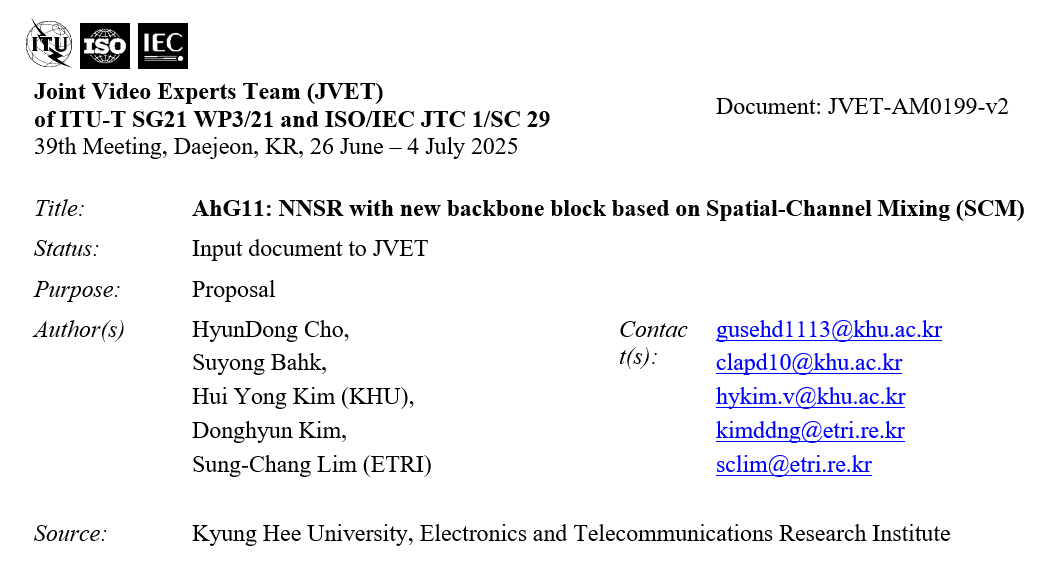 ITU ISO IEC
Joint Video Experts Team (JVET)
of ITU-T SG21 WP3/21 and ISO/IEC JTC 1/SC 29
39th Meeting, Daejeon, KR, 26 June – 4 July 2025
Document: JVET-AM0199-v2
Title: AhG11: NNSR with new backbone block based on Spatial-Channel Mixing (SCM)
Status: Input document to JVET
Purpose: Proposal
Author(s) HyunDong Cho,
Suyong Bahk,
Hui Yong Kim (KHU),
Donghyun Kim,
Sung-Chang Lim (ETRI)
Contac
t(s):
gusehd1113@khu.ac.kr
clapd10@khu.ac.kr
hykim.v@khu.ac.kr
kimddng@etri.re.kr
sclim@etri.re.kr
Source: Kyung Hee University, Electronics and Telecommunications Research Institute